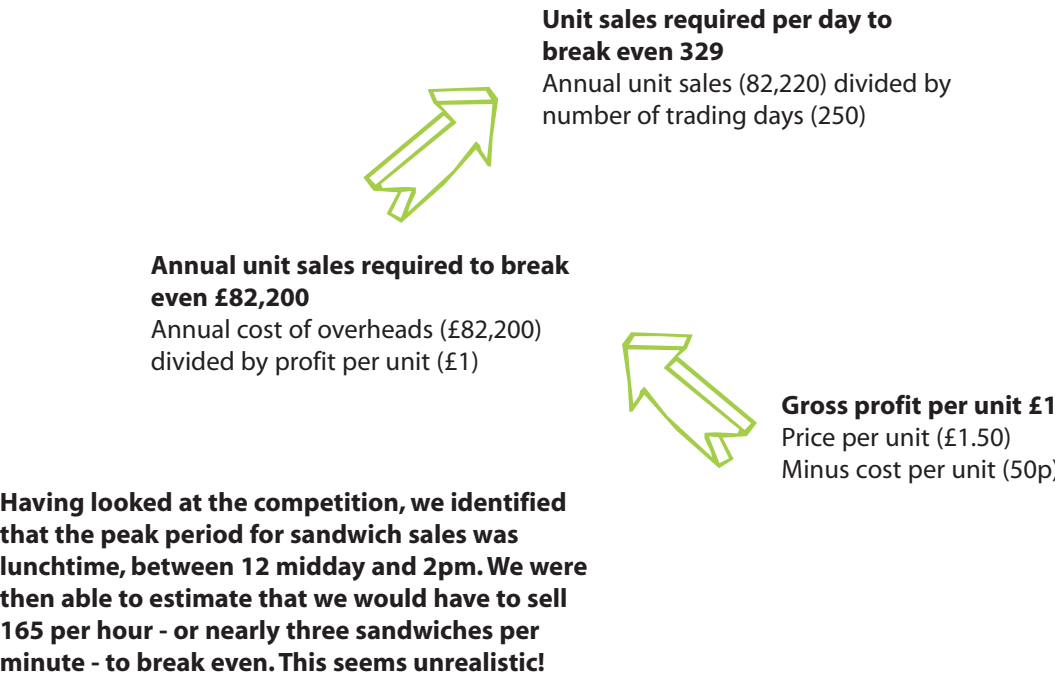 Unit sales required per day to
break even 329
Annual unit sales (82,220) divided by
number of trading days (250)
Annual unit sales required to break
even £82,200
Annual cost of overheads (£82,200)
divided by profit per unit (£1)
Gross profit per unit £1
Price per unit (£1.50)
Minus cost per unit (50p)
Having looked at the competition, we identified
that the peak period for sandwich sales was
lunchtime, between 12 midday and 2pm. We were
then able to estimate that we would have to sell
165 per hour - or nearly three sandwiches per
minute - to break even. This seems unrealistic!